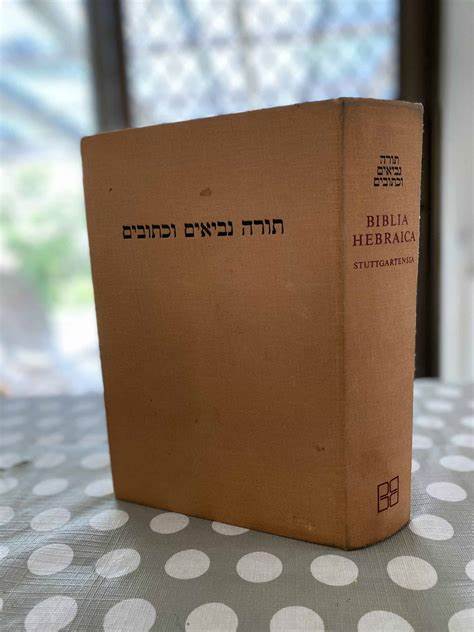 תורה נביאים וכתובים
תורה
נביאים
וכתובים
BIBLIA
HEBRAICA
STUTTGARTENSIA